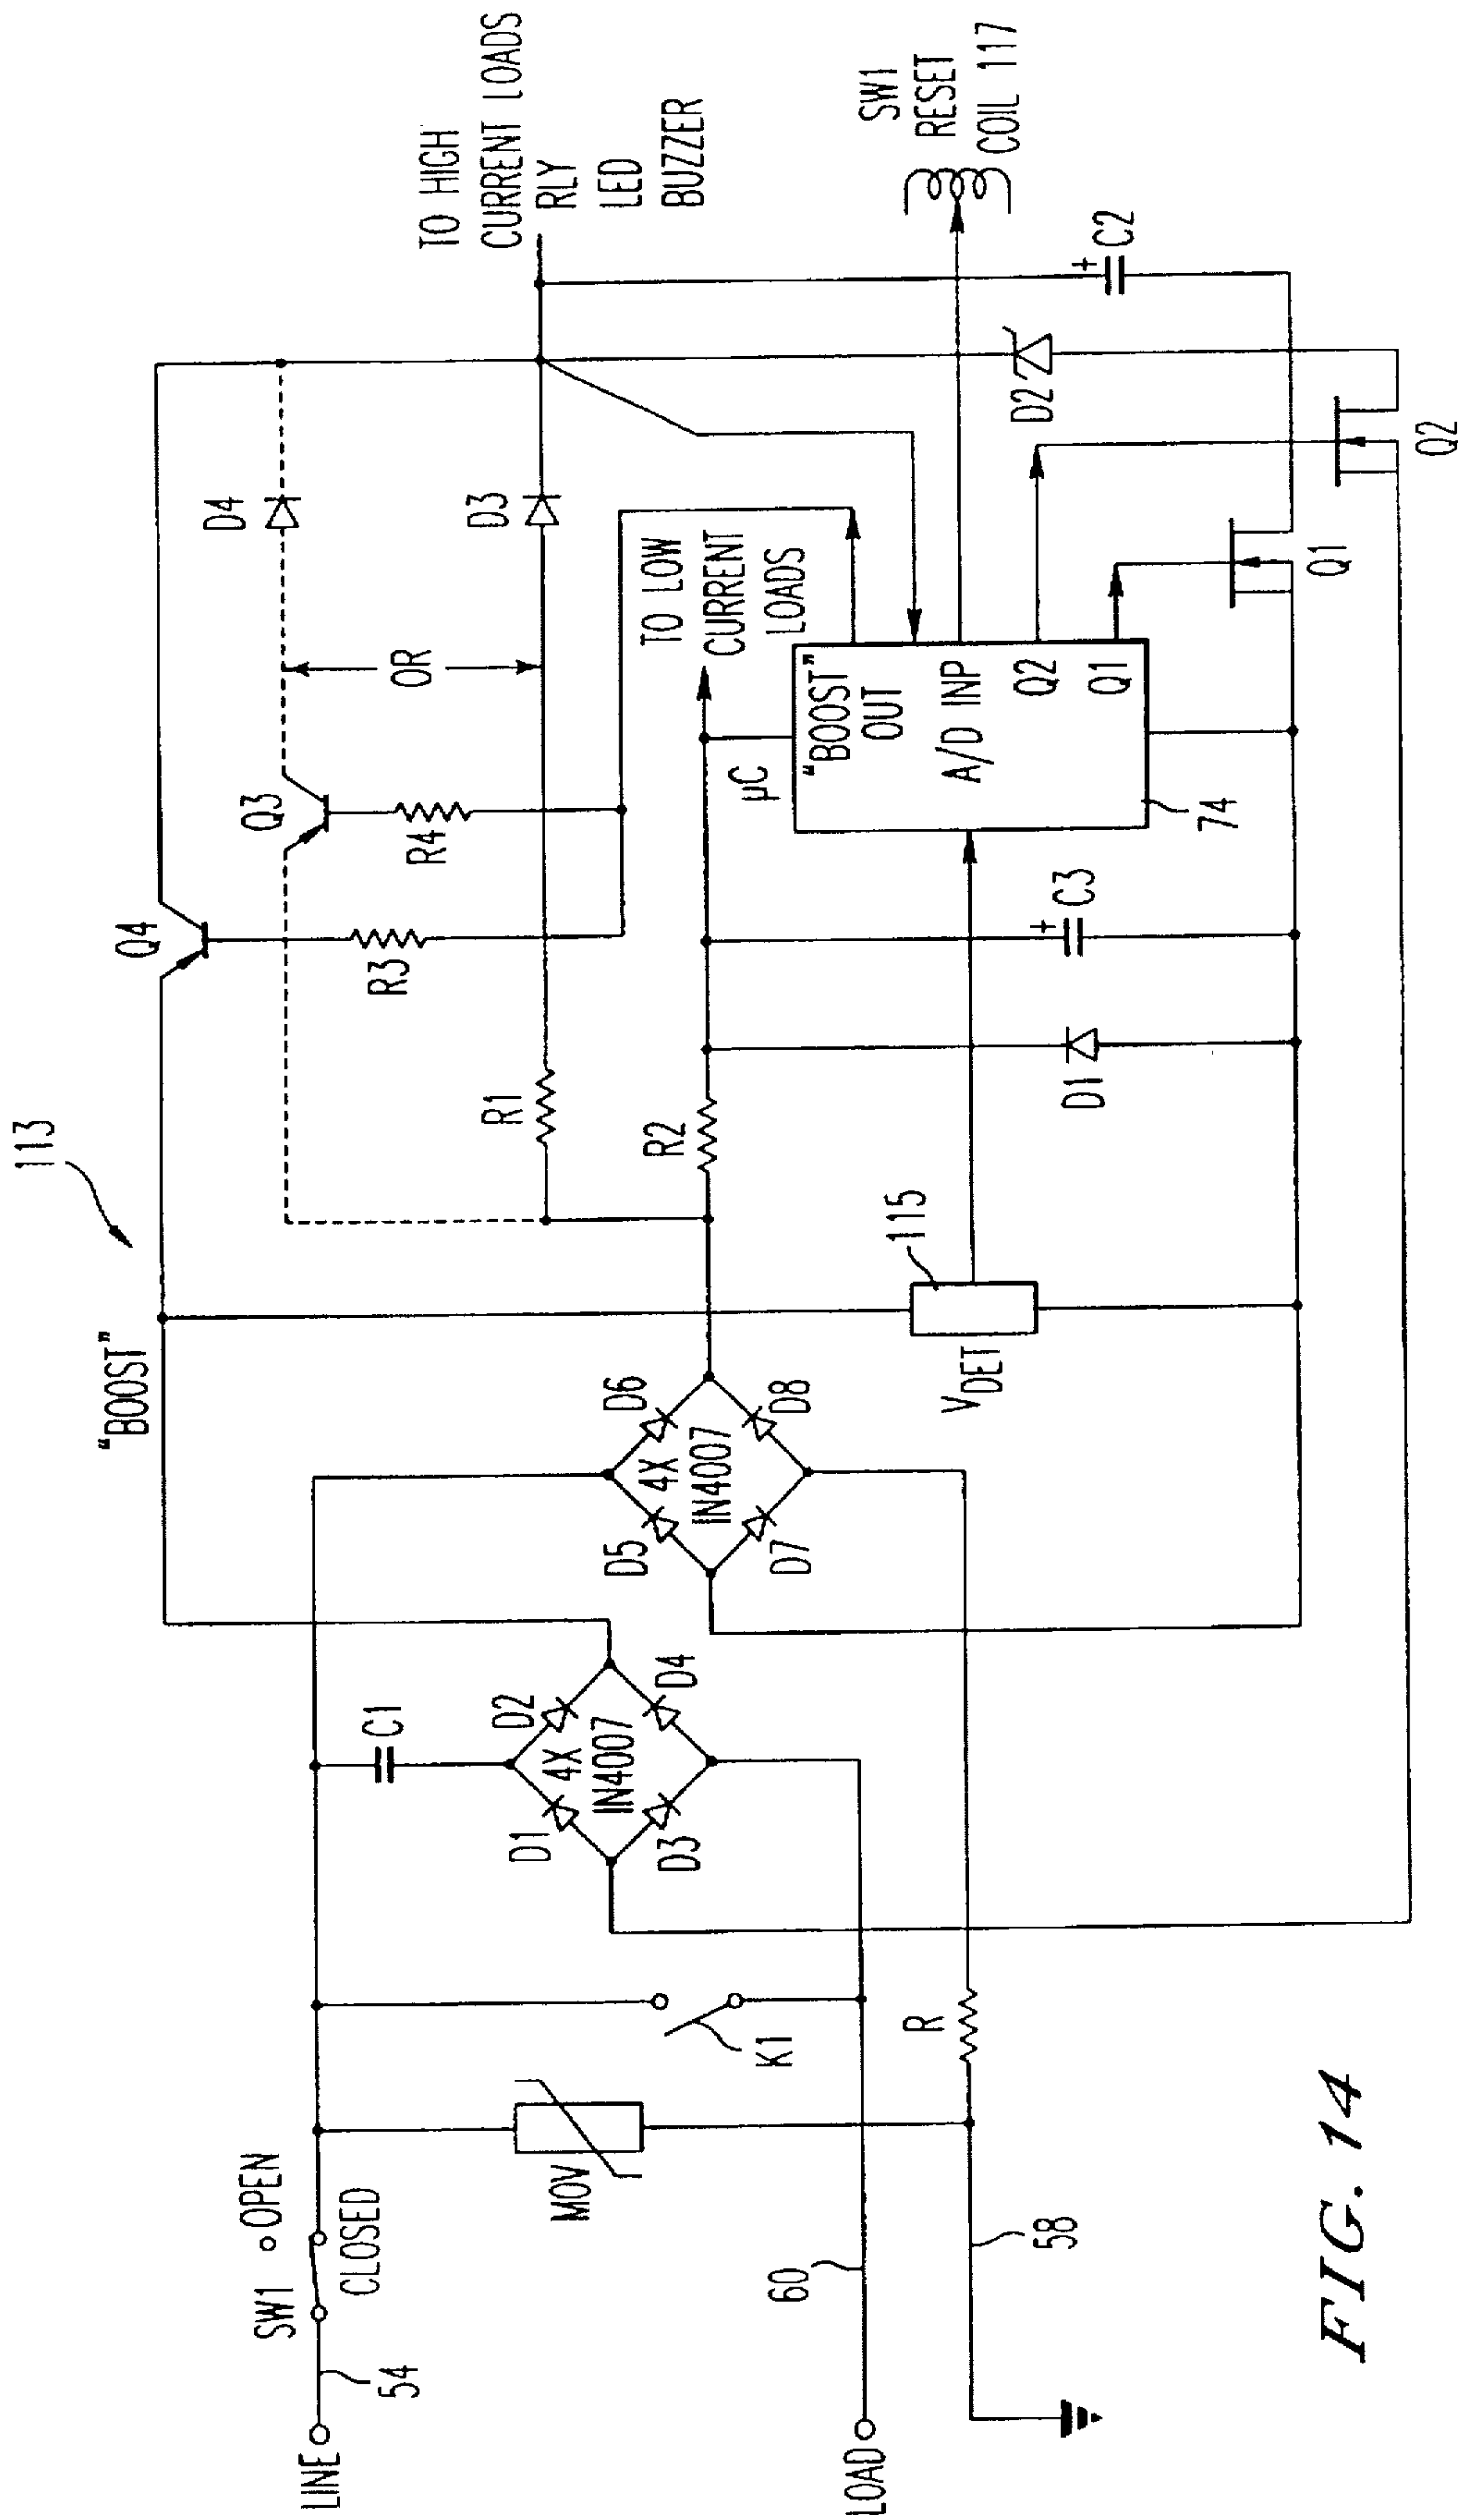 113
"BOOST"
Q4
D4
Q3
OR
D3
R3
R4
R1
TO HIGH
CURRENT LOADS
RLY
LED
BUZZER
SW1
OPEN
CLOSED
LINE
54
C1
D2
D1
4X
IN4007
D4
D3
D6
D5
4X
IN4007
D8
D7
R2
TO LOW
CURRENT
LOADS
µC
"BOOST"
OUT
A/D INP
Q2
Q1
74
SW1
RESET
COIL 117
MOV
K1
115
V DET
D1
+
C3
D2
+
C2
Q1
Q2
LOAD
60
R
58
FIG. 14